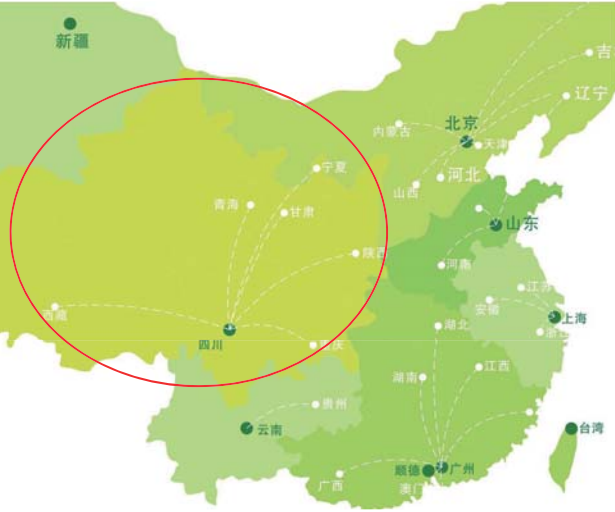 新疆
吉
辽宁
北京
内蒙古
天津
河北
山西
宁夏
青海
甘肃
山东
陕西
河南
江苏
安徽
西藏
上海
湖北
四川
重庆
江西
湖南
贵州
云南
台湾
顺德
广州
广西
澳门